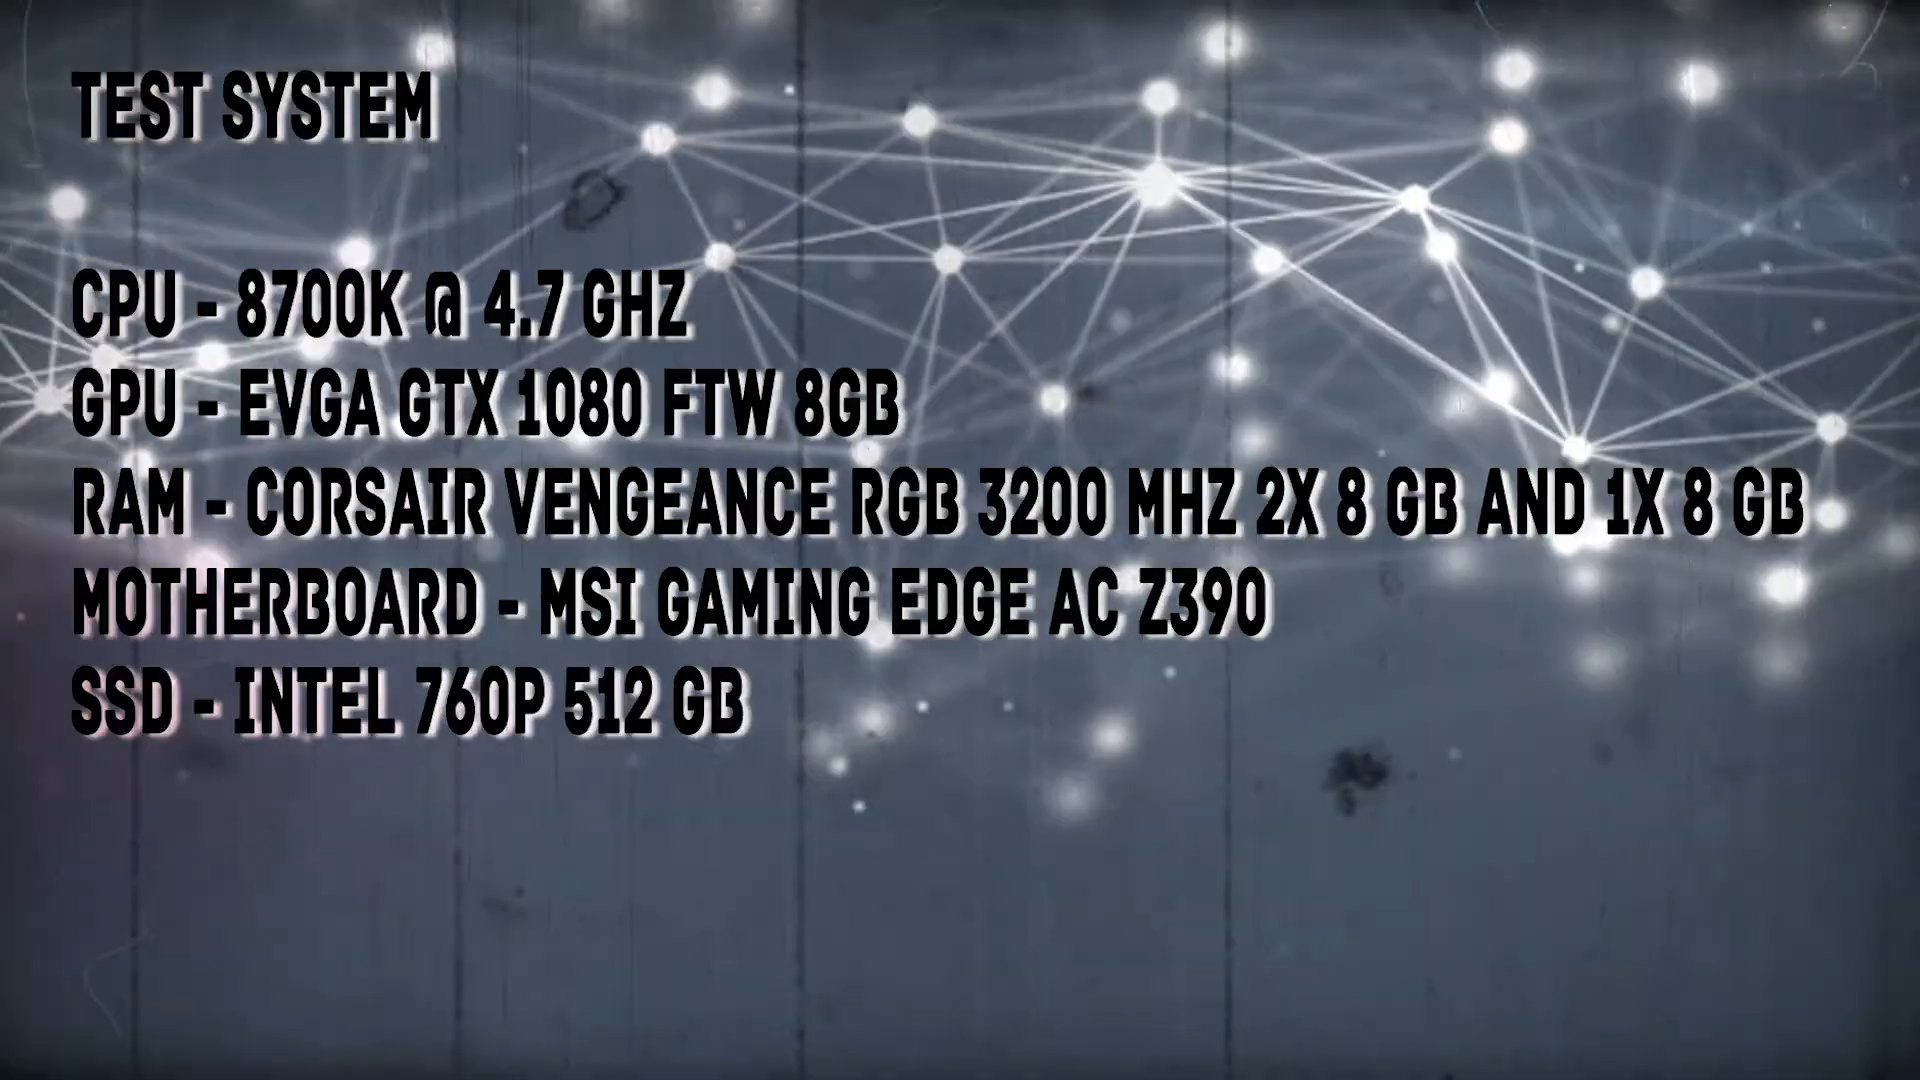 TEST SYSTEM
CPU - 8700K @ 4.7 GHZ
GPU - EVGA GTX 1080 FTW 8GB
RAM - CORSAIR VENGEANCE RGB 3200 MHZ 2X 8 GB AND 1X 8 GB
MOTHERBOARD - MSI GAMING EDGE AC Z390
SSD - INTEL 760P 512 GB